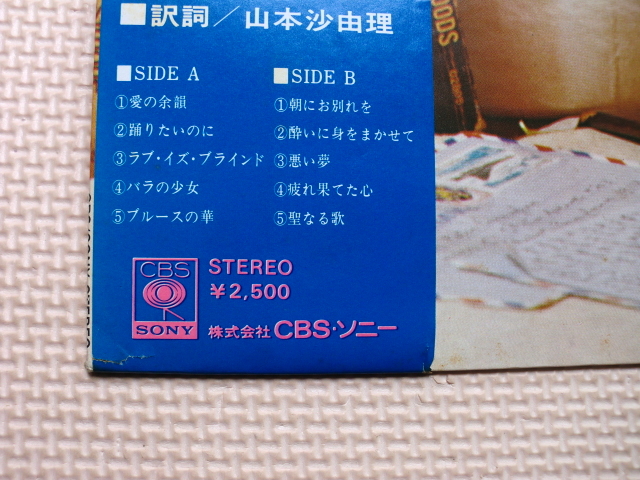 ■訳詞/山本沙由理
■SIDE A
①愛の余韻
②踊りたいのに
③ラブ・イズ・ブラインド
④バラの少女
⑤ブルースの華
■SIDE B
①朝にお別れを
②酔いに身をまかせて
③悪い夢
④疲れ果てた心
⑤聖なる歌
CBS
SONY
STEREO
¥2,500
株式会社 CBS・ソニー
OODS